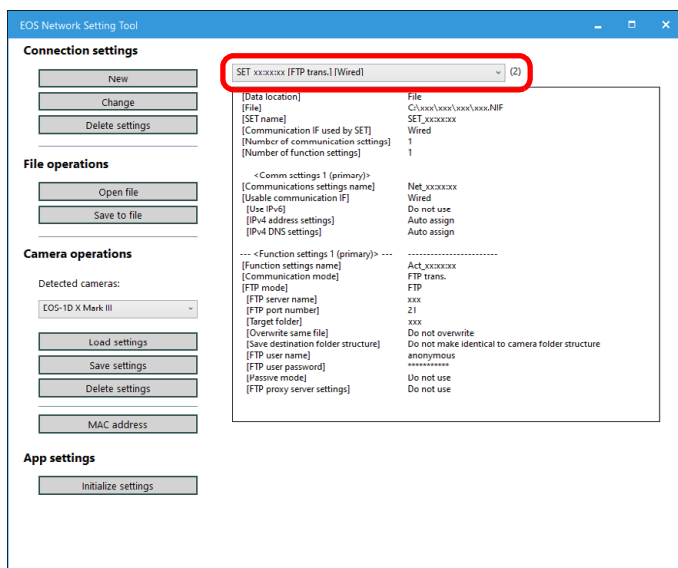 EOS Network Setting Tool
Connection settings
New
Change
Delete settings
File operations
Open file
Save to file
Camera operations
Detected cameras:
EOS-1D X Mark III
Load settings
Save settings
Delete settings
MAC address
App settings
Initialize settings
SET xx:xx:xx [FTP trans.] [Wired] (2)
[Data location] File
[File] C:\xxx\xxx\xxx\xxx.NIF
[SET name] SET_xx:xx:xx
[Communication IF used by SET] Wired
[Number of communication settings] 1
[Number of function settings] 1
<Comm settings 1 (primary)>
[Communications settings name] Net_xx:xx:xx
[Usable communication IF] Wired
[Use IPv6] Do not use
[IPv4 address settings] Auto assign
[IPv4 DNS settings] Auto assign
--- <Function settings 1 (primary)> --- ------------------------
[Function settings name] Act_xx:xx:xx
[Communication mode] FTP trans.
[FTP mode] FTP
[FTP server name] xxx
[FTP port number] 21
[Target folder] xxx
[Overwrite same file] Do not overwrite
[Save destination folder structure] Do not make identical to camera folder structure
[FTP user name] anonymous
[FTP user password] ***********
[Passive mode] Do not use
[FTP proxy server settings] Do not use